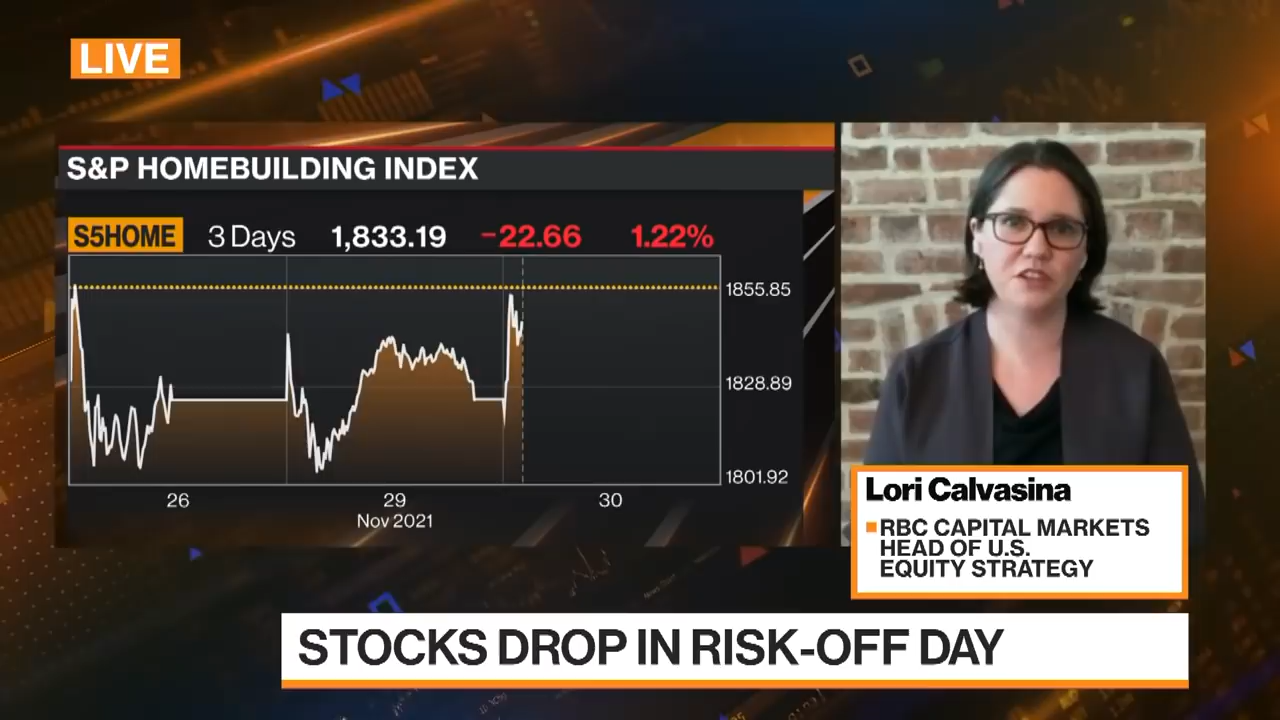 LIVE
S&P HOMEBUILDING INDEX
S5HOME 3 Days 1,833.19 -22.66 1.22%
1855.85
1828.89
1801.92
26 29 30
Nov 2021
Lori Calvasina
RBC CAPITAL MARKETS
HEAD OF U.S.
EQUITY STRATEGY
STOCKS DROP IN RISK-OFF DAY